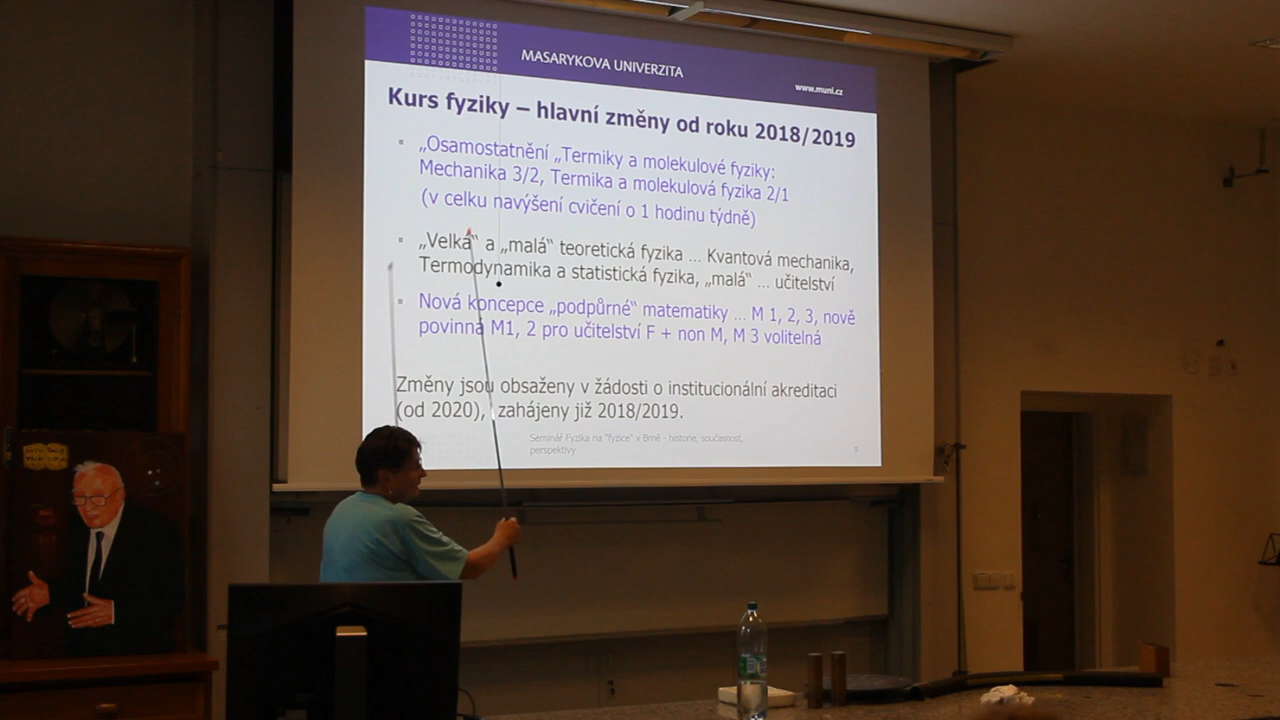 MASARYKOVA UNIVERZITA
www.muni.cz
Kurs fyziky – hlavní změny od roku 2018/2019
„Osamostatnění „Termiky a molekulové fyziky:
Mechanika 3/2, Termika a molekulová fyzika 2/1
(v celku navýšení cvičení o 1 hodinu týdně)
„Velká“ a „malá“ teoretická fyzika ... Kvantová mechanika,
Termodynamika a statistická fyzika, „malá“ ... učitelství
Nová koncepce „podpůrné“ matematiky ... M 1, 2, 3, nově
povinná M1, 2 pro učitelství F + non M, M 3 volitelná
Změny jsou obsaženy v žádosti o institucionální akreditaci
(od 2020), zahájeny již 2018/2019.
Seminář Fyzika na "fyzice" v Brně - historie, současnost,
perspektivy
9